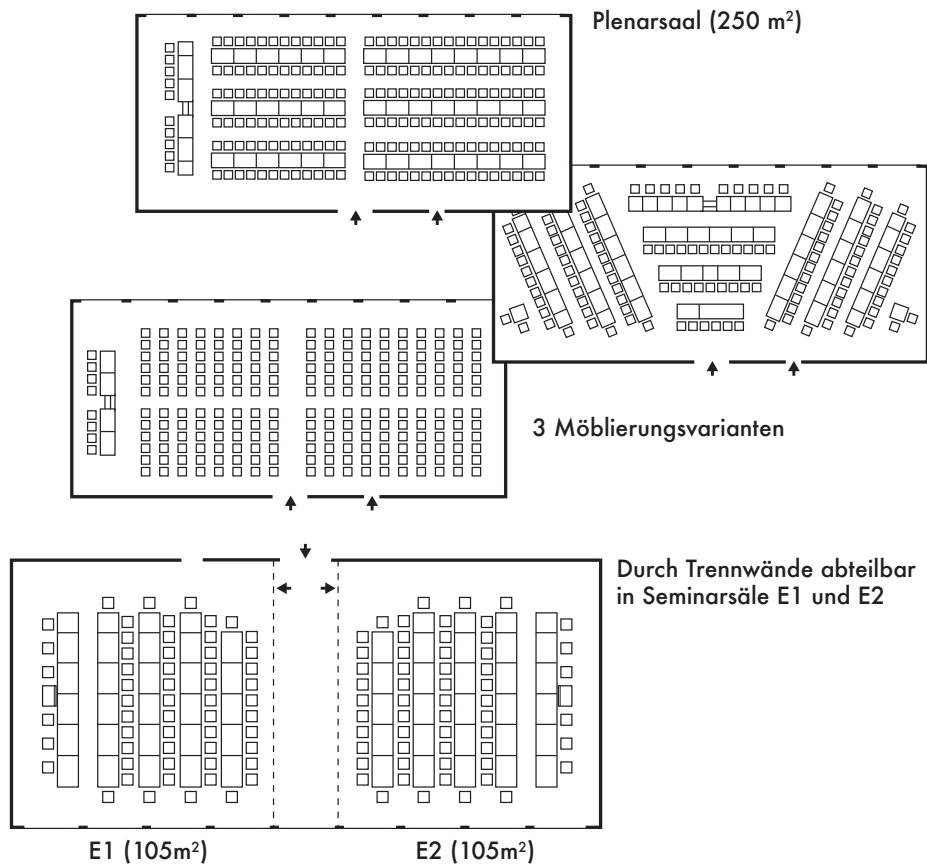 Plenarsaal (250 m²)
3 Möblierungsvarianten
Durch Trennwände abteilbar
in Seminarsäle E1 und E2
E1 (105m²)
E2 (105m²)